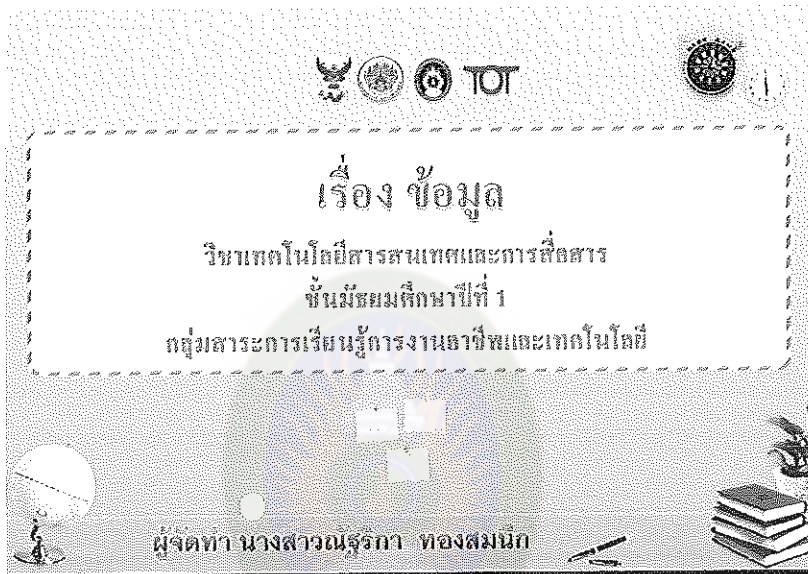 TOT
เรื่อง ข้อมูล
วิชาเทคโนโลยีสารสนเทศและการสื่อสาร
ชั้นมัธยมศึกษาปีที่ 1
กลุ่มสาระการเรียนรู้การงานอาชีพและเทคโนโลยี
ผู้จัดทำ นางสาวณัฐริกา ทองสมนึก